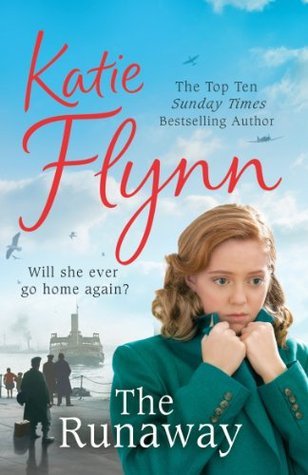 Katie
Flynn
The Top Ten
Sunday Times
Bestselling Author
Will she ever
go home again?
The
Runaway